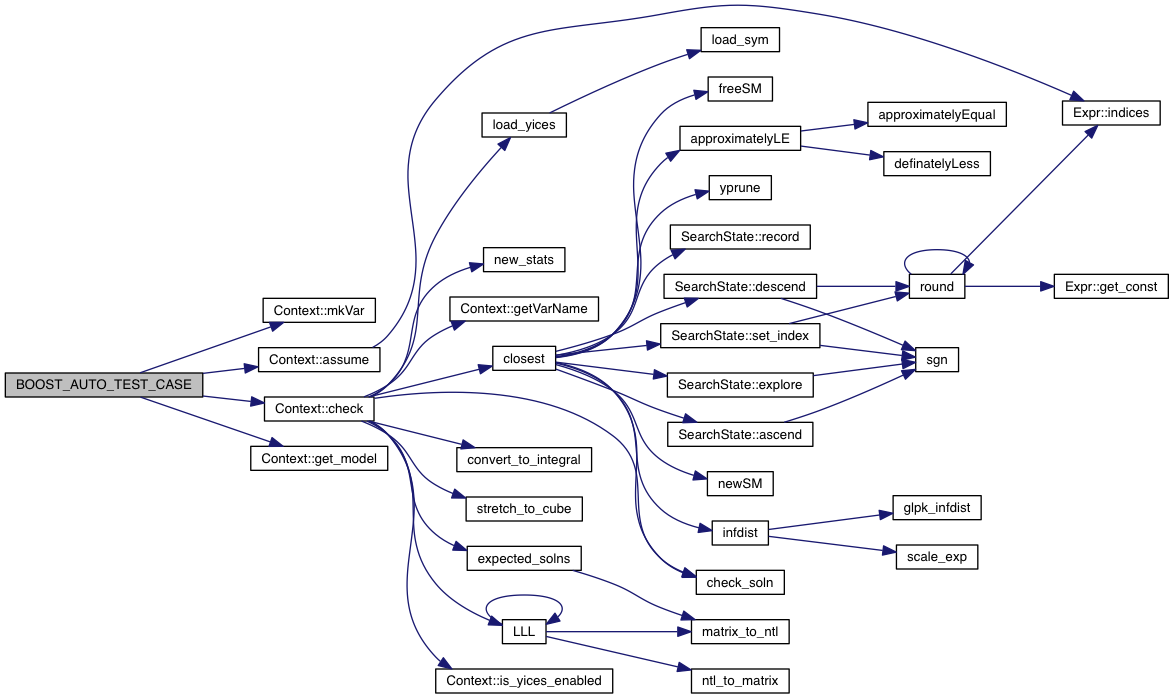 BOOST_AUTO_TEST_CASE
Context::mkVar
Context::assume
Context::check
Context::get_model
load_yices
new_stats
Context::getVarName
closest
convert_to_integral
stretch_to_cube
expected_solns
LLL
Context::is_yices_enabled
load_sym
freeSM
approximatelyLE
yprune
SearchState::record
SearchState::descend
SearchState::set_index
SearchState::explore
SearchState::ascend
newSM
infdist
check_soln
matrix_to_ntl
ntl_to_matrix
approximatelyEqual
definatelyLess
round
sgn
glpk_infdist
scale_exp
Expr::indices
Expr::get_const